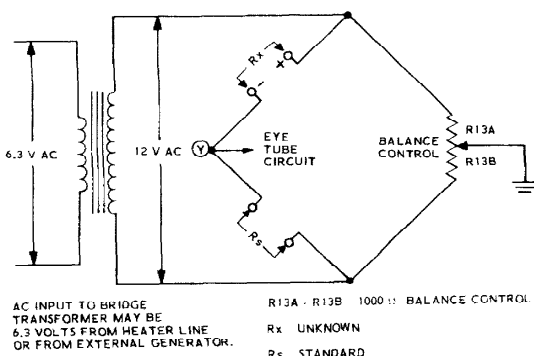 Rx
- +
R13A
BALANCE
CONTROL
R13B
6.3 V AC
12 V AC
Y
EYE
TUBE
CIRCUIT
Rs
AC INPUT TO BRIDGE
TRANSFORMER MAY BE
6.3 VOLTS FROM HEATER LINE
OR FROM EXTERNAL GENERATOR.
R13A - R13B 1000 Ω BALANCE CONTROL
Rx UNKNOWN
Rs STANDARD